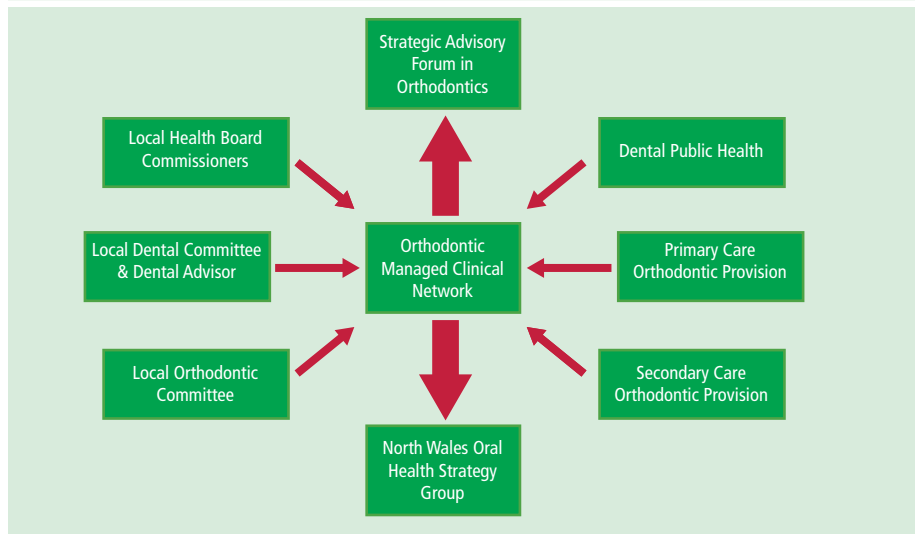 Strategic Advisory
Forum in
Orthodontics
Local Health Board
Commissioners
Dental Public Health
Local Dental Committee
& Dental Advisor
Orthodontic
Managed Clinical
Network
Primary Care
Orthodontic Provision
Local Orthodontic
Committee
Secondary Care
Orthodontic Provision
North Wales Oral
Health Strategy
Group